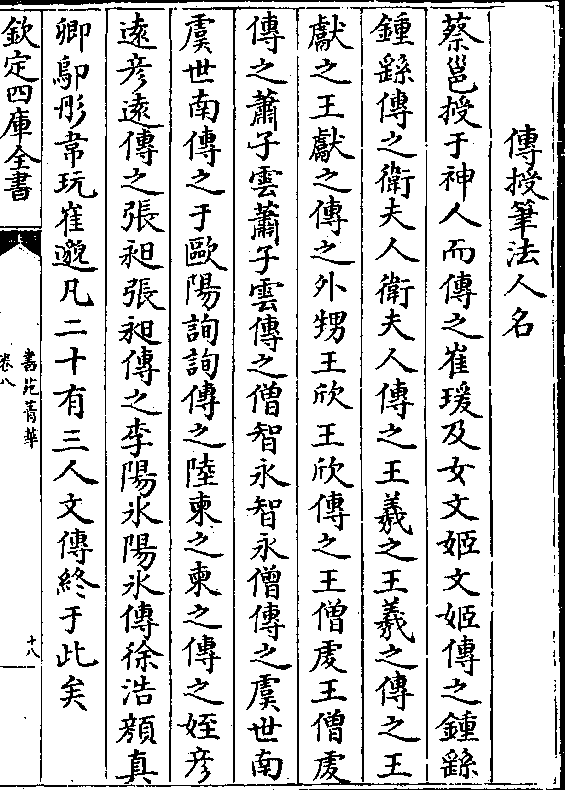 傳授筆法人名
蔡邕授于神人而傳之崔瑗及女文姬文姬傳之鍾繇
鍾繇傳之衛夫人衛夫人傳之王羲之王羲之傳之王
獻之王獻之傳之外甥王欣王欣傳之王僧䖍王僧䖍
傳之蕭子雲蕭子雲傳之僧智永智永僧傳之虞世南
虞世南傳之于歐陽詢詢傳之陸柬之柬之傳之姪彦
逺彦逺傳之張昶張昶傳之李陽氷陽氷傳徐浩顔真
卿鄔彤韋玩崔邈凡二十有三人文傳終于此矣
欽定四庫全書
書苑菁華
卷八
十八